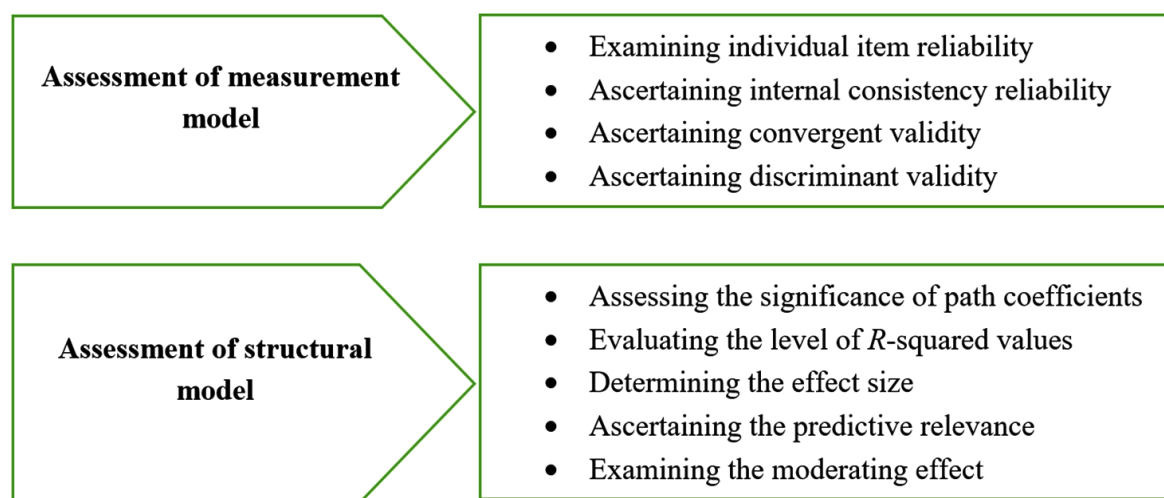 Assessment of measurement
model
• Examining individual item reliability
• Ascertaining internal consistency reliability
• Ascertaining convergent validity
• Ascertaining discriminant validity
Assessment of structural
model
• Assessing the significance of path coefficients
• Evaluating the level of R-squared values
• Determining the effect size
• Ascertaining the predictive relevance
• Examining the moderating effect